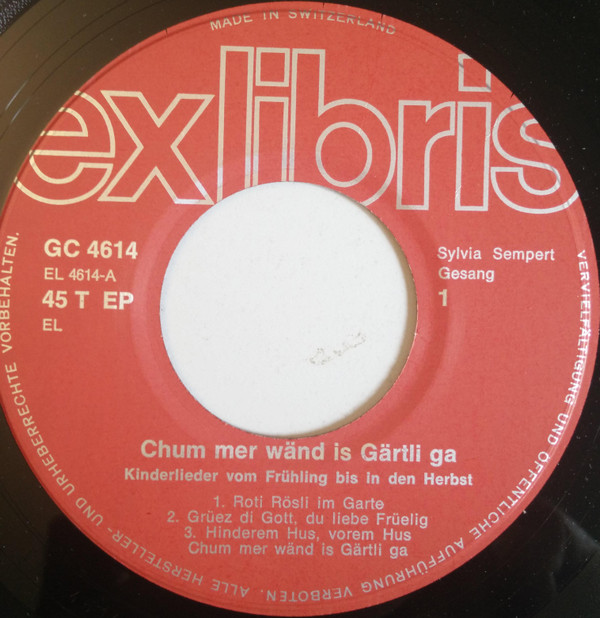 MADE IN SWITZERLAND
exlibris
GC 4614
EL 4614-A
45 T EP
EL
Sylvia Sempert
Gesang
1
Chum mer wänd is Gärtli ga
Kinderlieder vom Frühling bis in den Herbst
1. Roti Rösli im Garte
2. Grüez di Gott, du liebe Früelig
3. Hinderem Hus, vorem Hus
Chum mer wänd is Gärtli ga
VERVIELFÄLTIGUNG UND ÖFFENTLICHE AUFFÜHRUNG VERBOTEN. ALLE HERSTELLER- UND URHEBERRECHTE VORBEHALTEN.